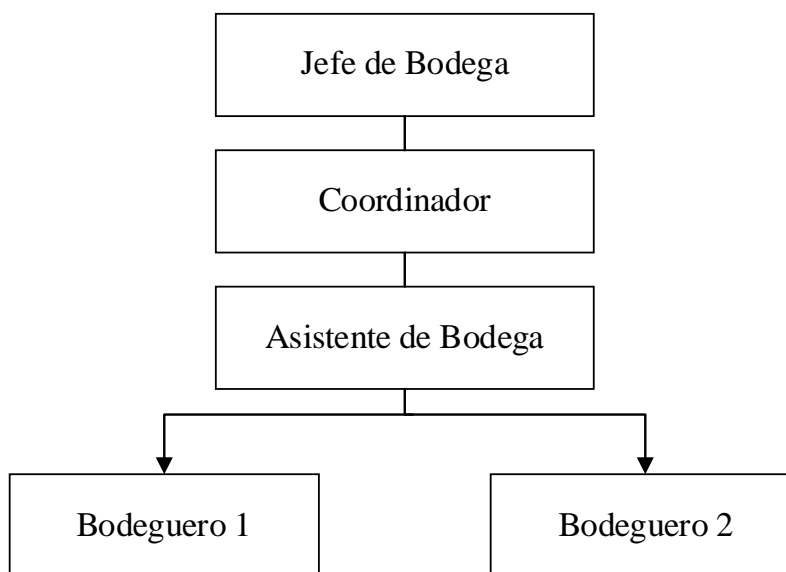 Jefe de Bodega
Coordinador
Asistente de Bodega
Bodeguero 1
Bodeguero 2